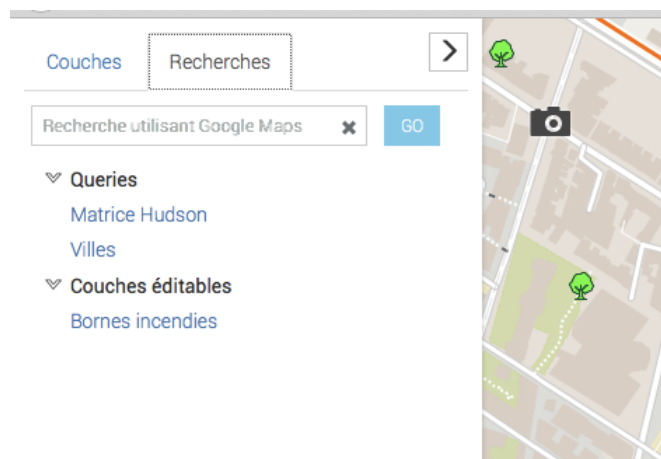 Couches
Recherches
Recherche utilisant Google Maps
GO
Queries
Matrice Hudson
Villes
Couches éditables
Bornes incendies